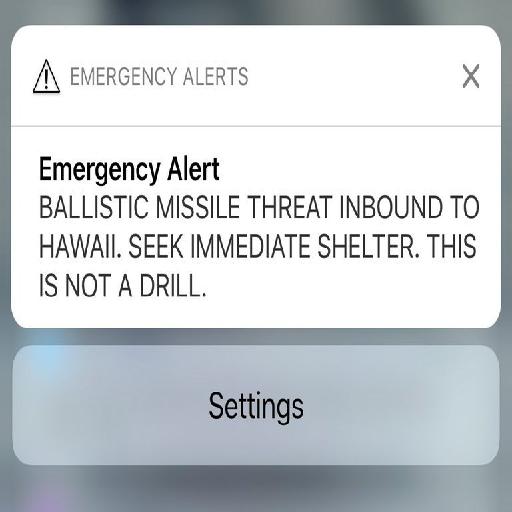 EMERGENCY ALERTS X
Emergency Alert
BALLISTIC MISSILE THREAT INBOUND TO
HAWAII. SEEK IMMEDIATE SHELTER. THIS
IS NOT A DRILL.
Settings